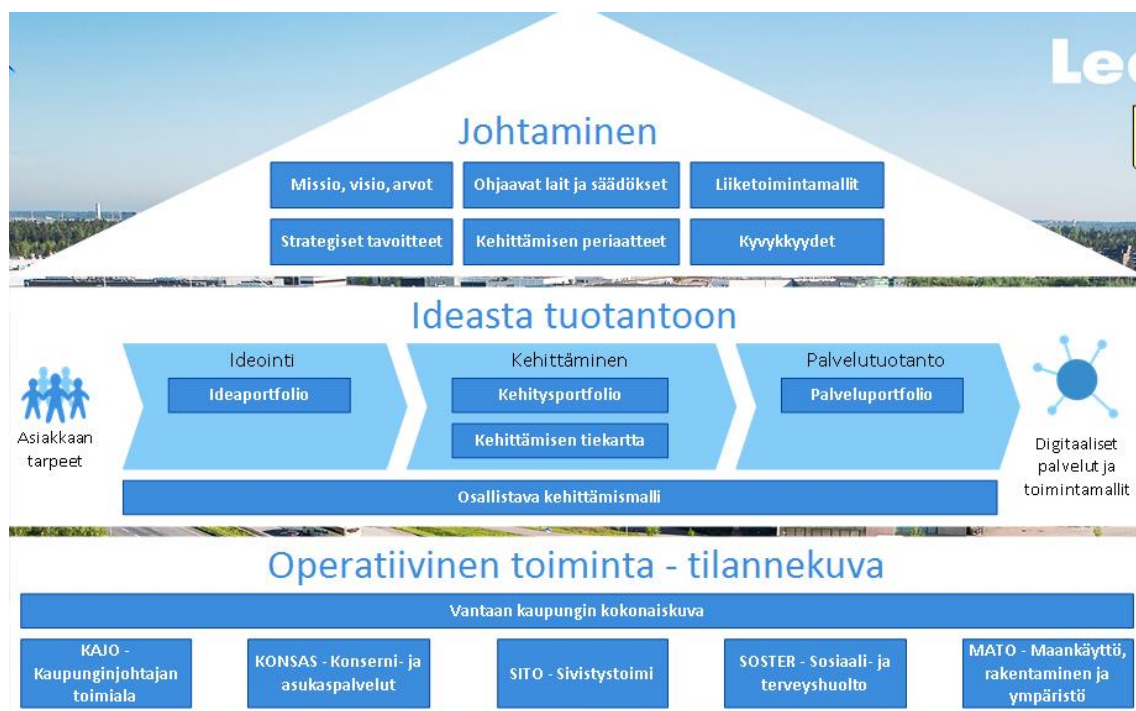 Johtaminen
Missio, visio, arvot
Ohjaavat lait ja säädökset
Liiketoimintamallit
Strategiset tavoitteet
Kehittämisen periaatteet
Kyvykkyydet
Ideasta tuotantoon
Asiakkaan
tarpeet
Ideointi
Ideaportfolio
Kehittäminen
Kehitysportfolio
Kehittämisen tiekartta
Palvelutuotanto
Palveluportfolio
Digitaaliset
palvelut ja
toimintamallit
Osallistava kehittämismalli
Operatiivinen toiminta - tilannekuva
Vantaan kaupungin kokonaiskuva
KAJO -
Kaupunginjohtajan
toimiala
KONSAS - Konserni- ja
asukaspalvelut
SITO - Sivistystoimi
SOSTER - Sosiaali- ja
terveyshuolto
MATO - Maankäyttö,
rakentaminen ja
ympäristö